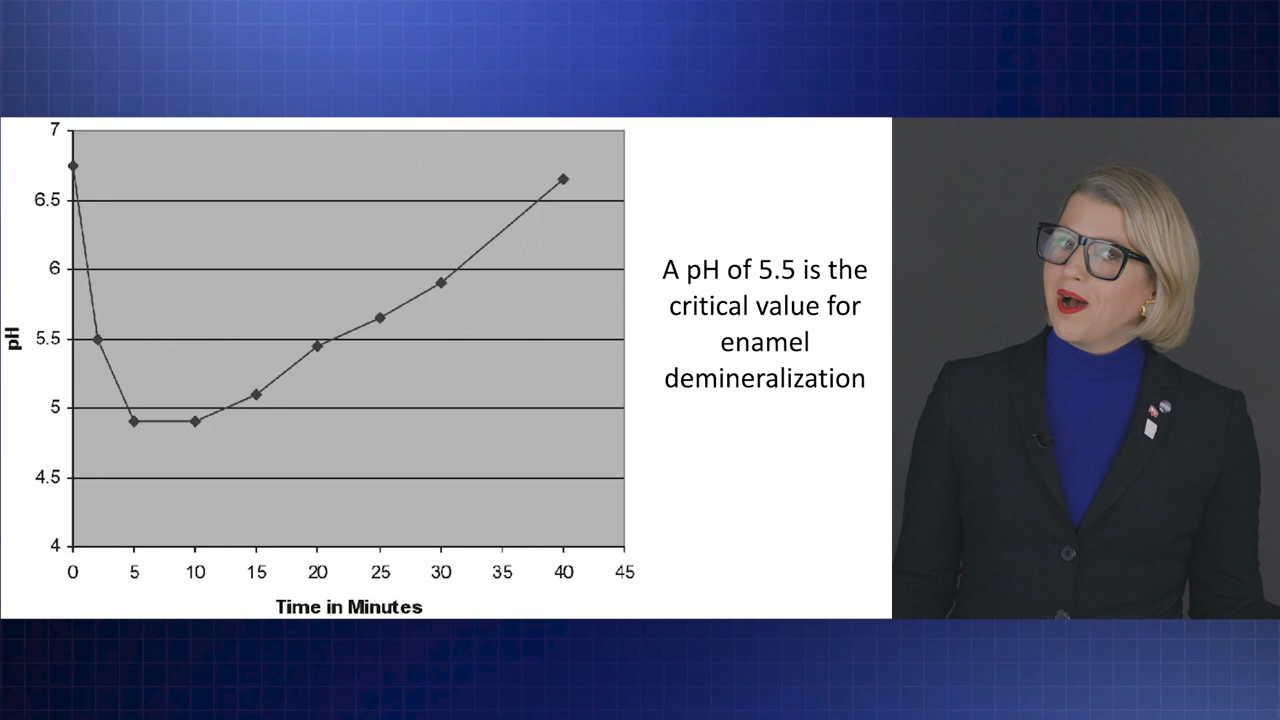 7
6.5
6
5.5
5
4.5
4
pH
0 5 10 15 20 25 30 35 40 45
Time in Minutes
A pH of 5.5 is the
critical value for
enamel
demineralization